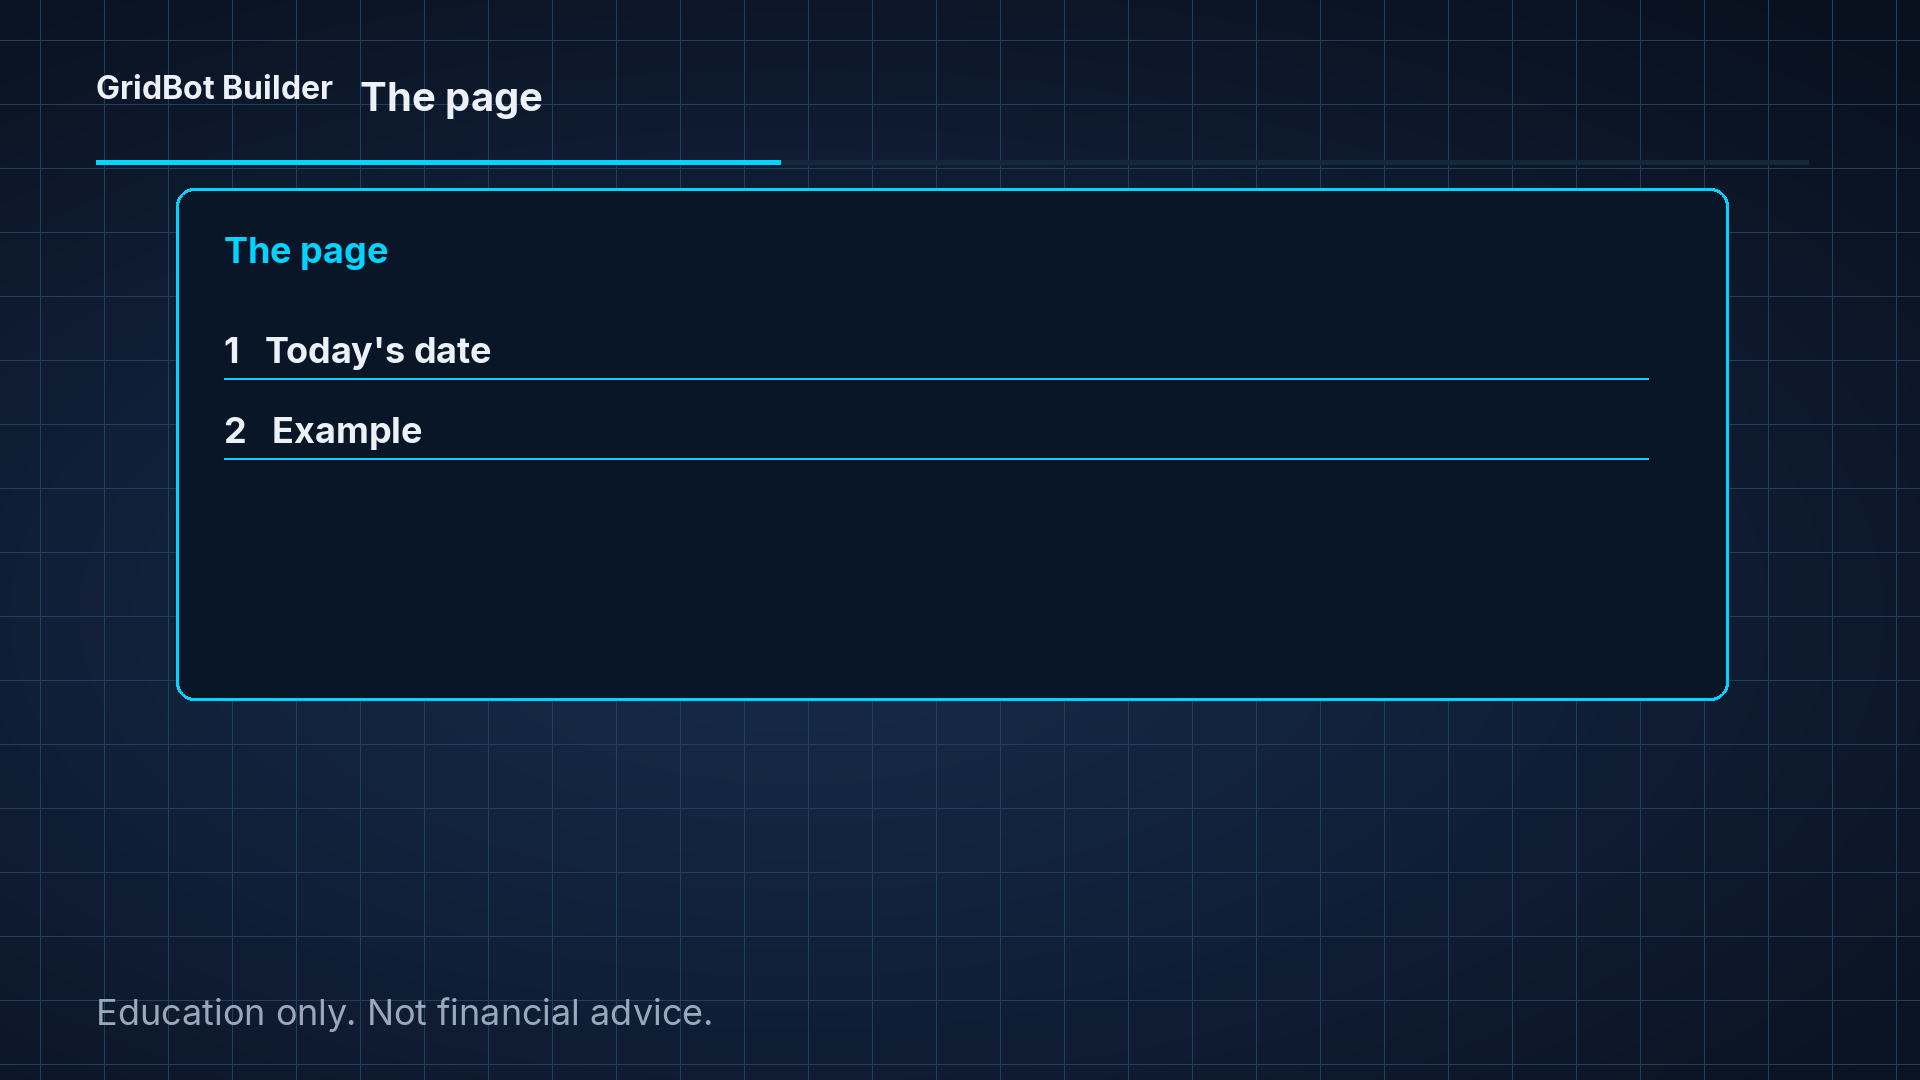 GridBot Builder The page
The page
1 Today's date
2 Example
Education only. Not financial advice.